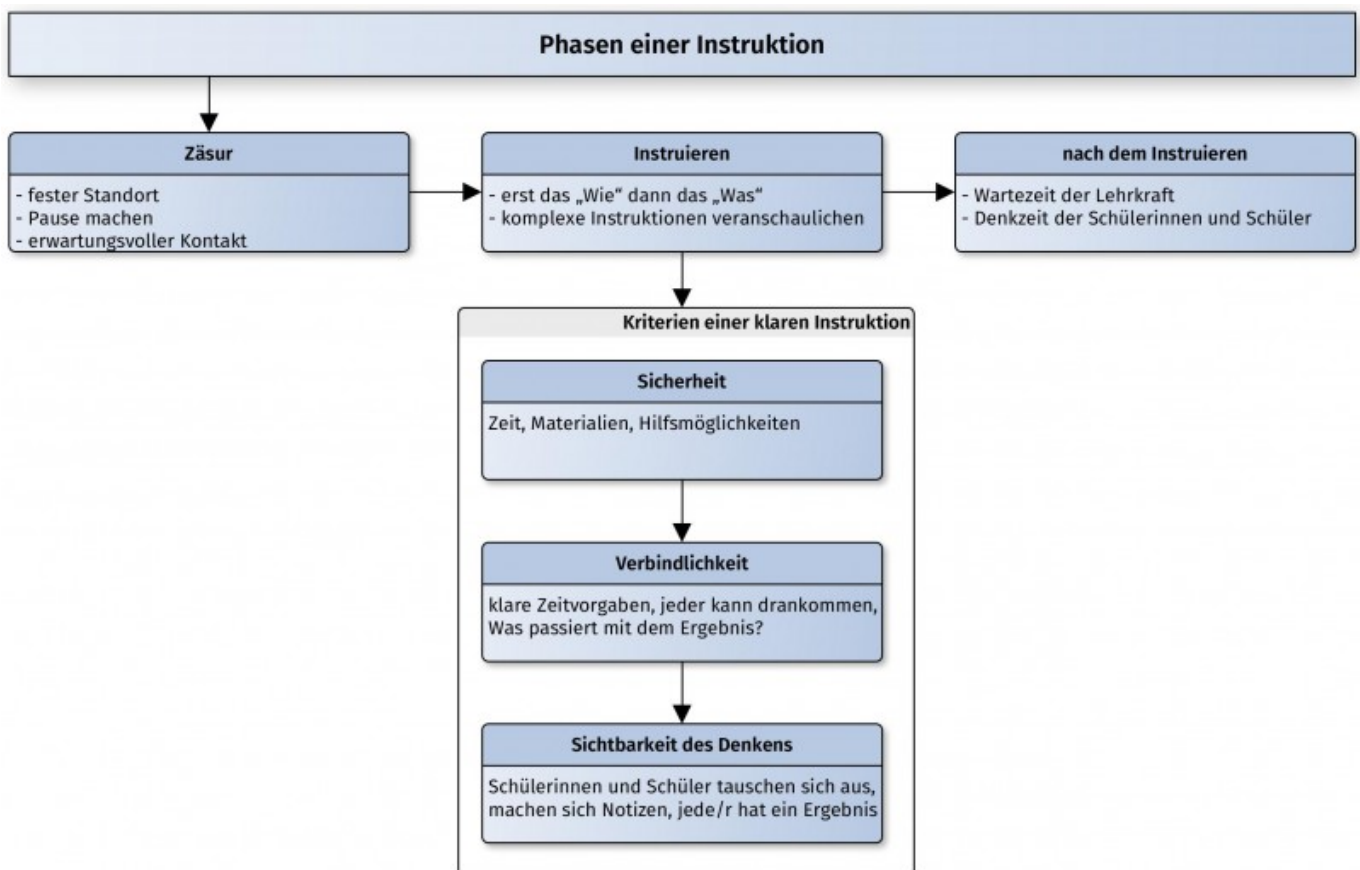 Phasen einer Instruktion
Zäsur
- fester Standort
- Pause machen
- erwartungsvoller Kontakt
Instruieren
- erst das „Wie“ dann das „Was“
- komplexe Instruktionen veranschaulichen
nach dem Instruieren
- Wartezeit der Lehrkraft
- Denkzeit der Schülerinnen und Schüler
Kriterien einer klaren Instruktion
Sicherheit
Zeit, Materialien, Hilfsmöglichkeiten
Verbindlichkeit
klare Zeitvorgaben, jeder kann drankommen,
Was passiert mit dem Ergebnis?
Sichtbarkeit des Denkens
Schülerinnen und Schüler tauschen sich aus,
machen sich Notizen, jede/r hat ein Ergebnis